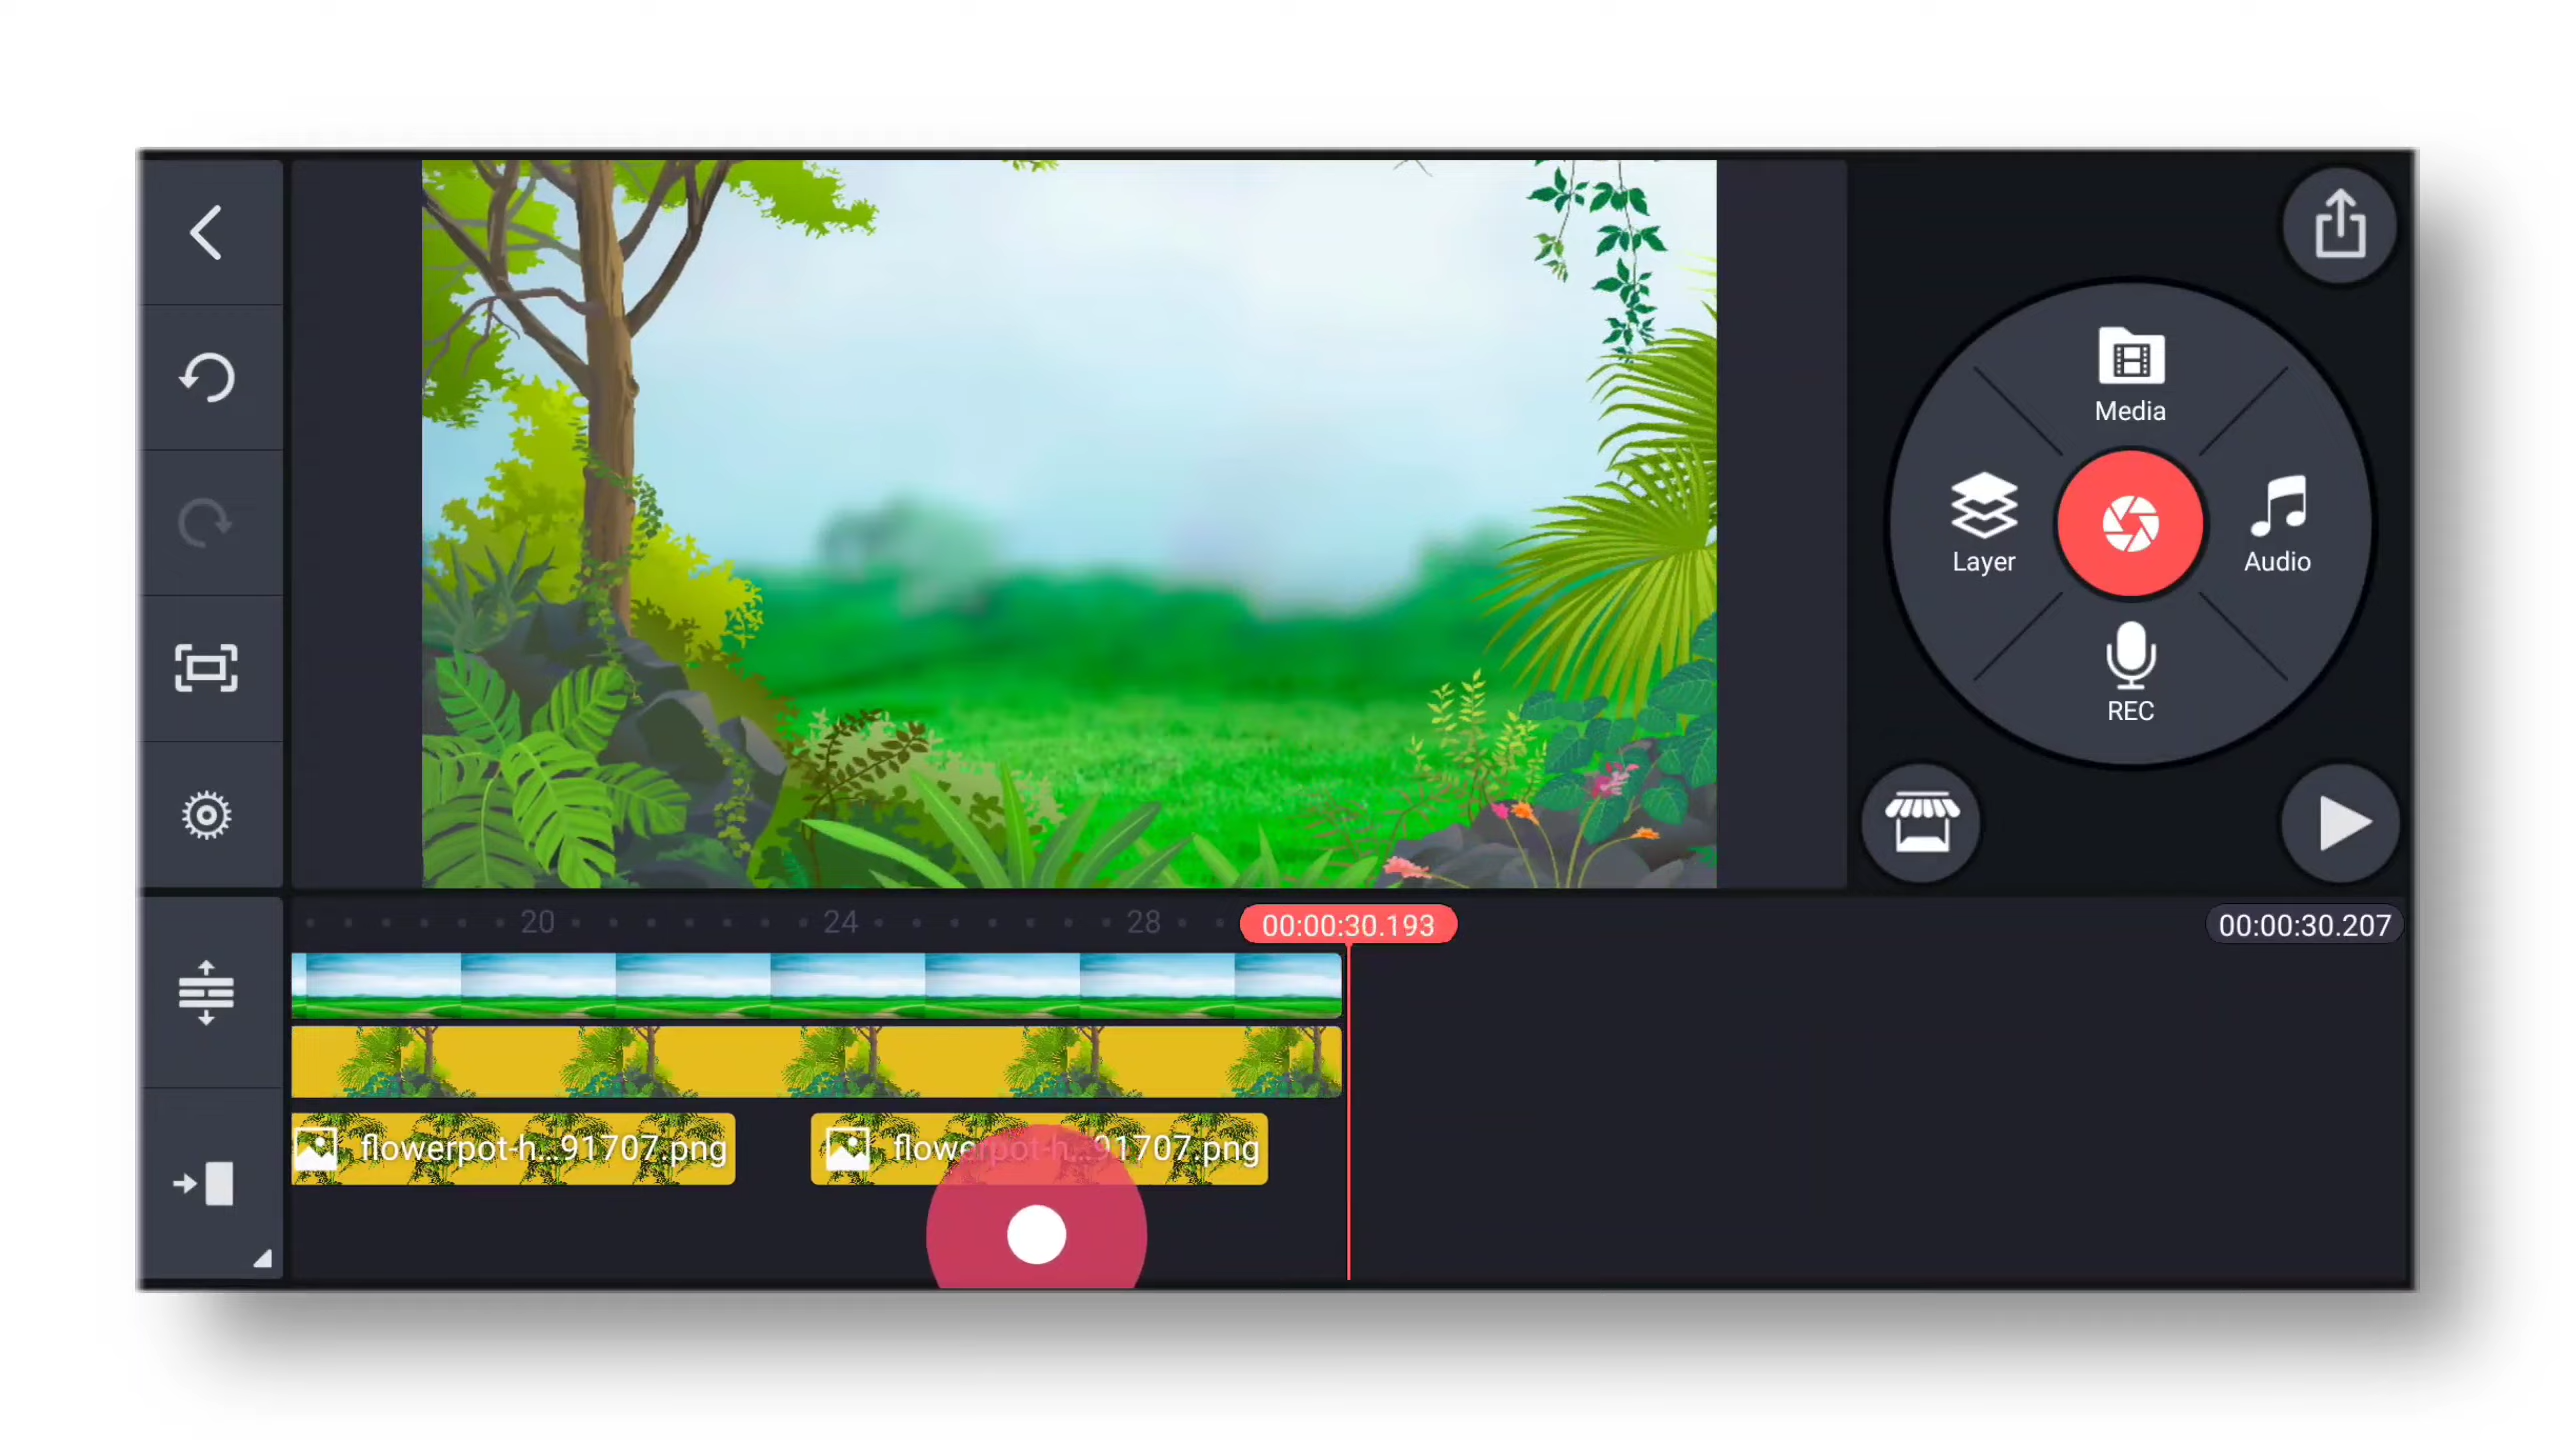 Media
Layer
Audio
REC
20
24
28
00:00:30.193
00:00:30.207
flowerpot-h...91707.png
flowerpot-h...91707.png